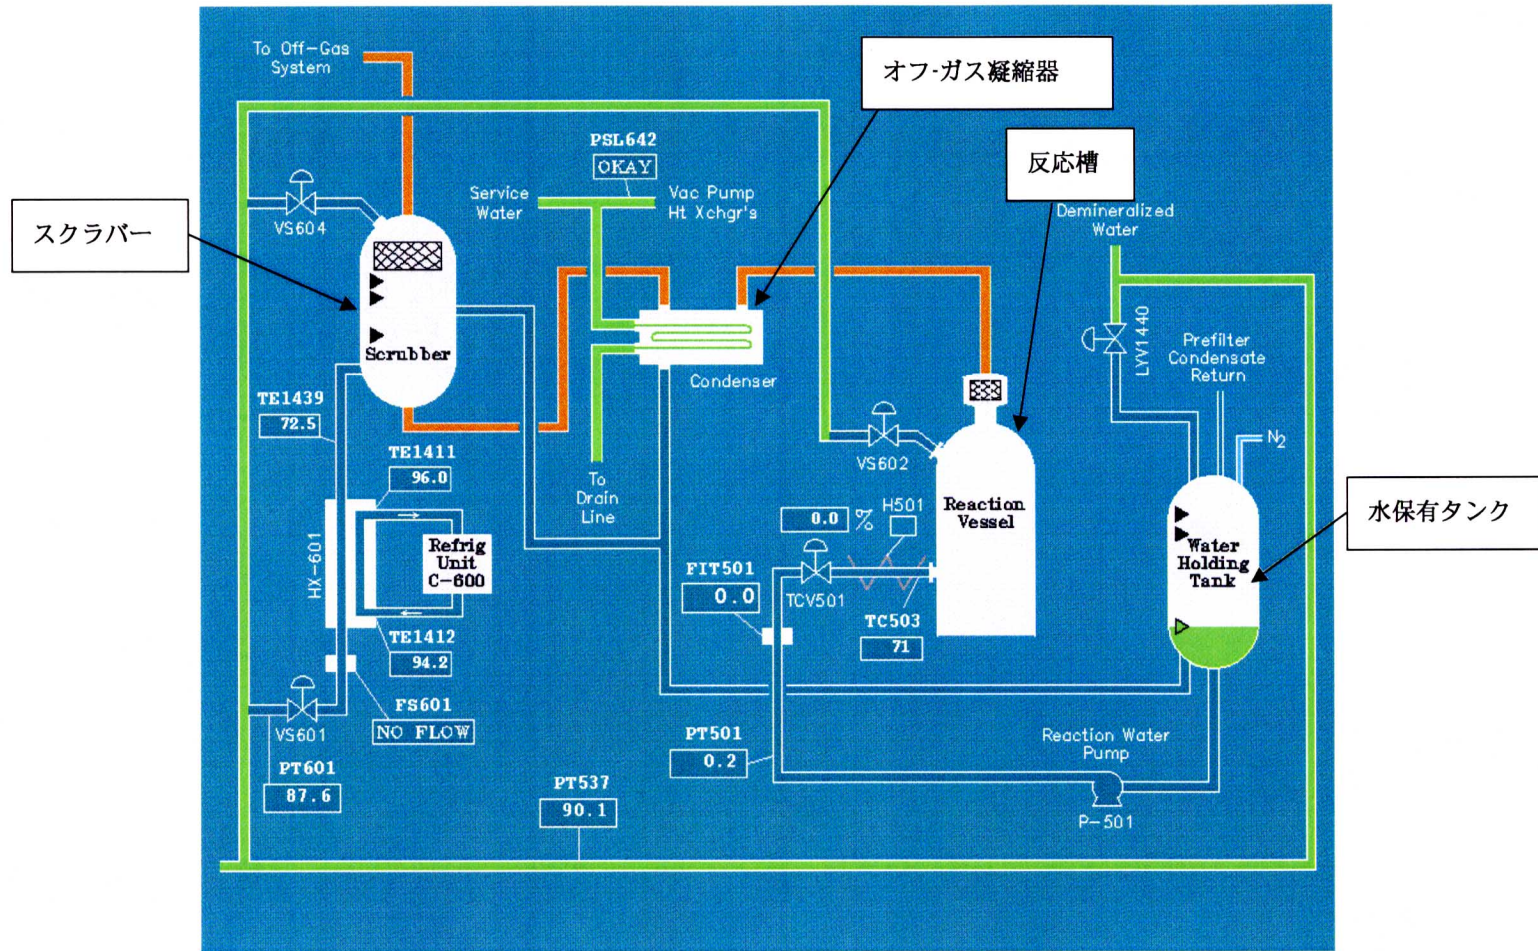 To Off-Gas
System
オフ-ガス凝縮器
PSL642
OKAY
反応槽
Service
Water
Vac Pump
Ht Xchgr's
Demineralized
Water
スクラバー
VS604
LYV1440
Scrubber
Condenser
Prefilter
Condensate
Return
TE1439
72.5
TE1411
96.0
VS602
N2
To
Drain
Line
H501
0.0 %
Reaction
Vessel
水保有タンク
HX-601
Refrig
Unit
C-600
Water
Holding
Tank
FIT501
0.0
TCV501
TC503
71
TE1412
94.2
FS601
NO FLOW
VS601
PT501
0.2
Reaction Water
Pump
PT601
87.6
PT537
90.1
P-501